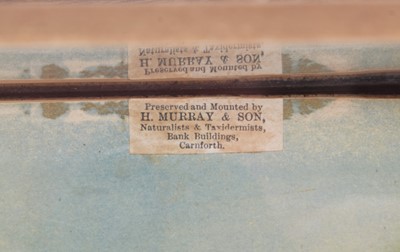 Preserved and Mounted by
H. MURRAY & SON,
Naturalists & Taxidermists,
Bank Buildings,
Carnforth.